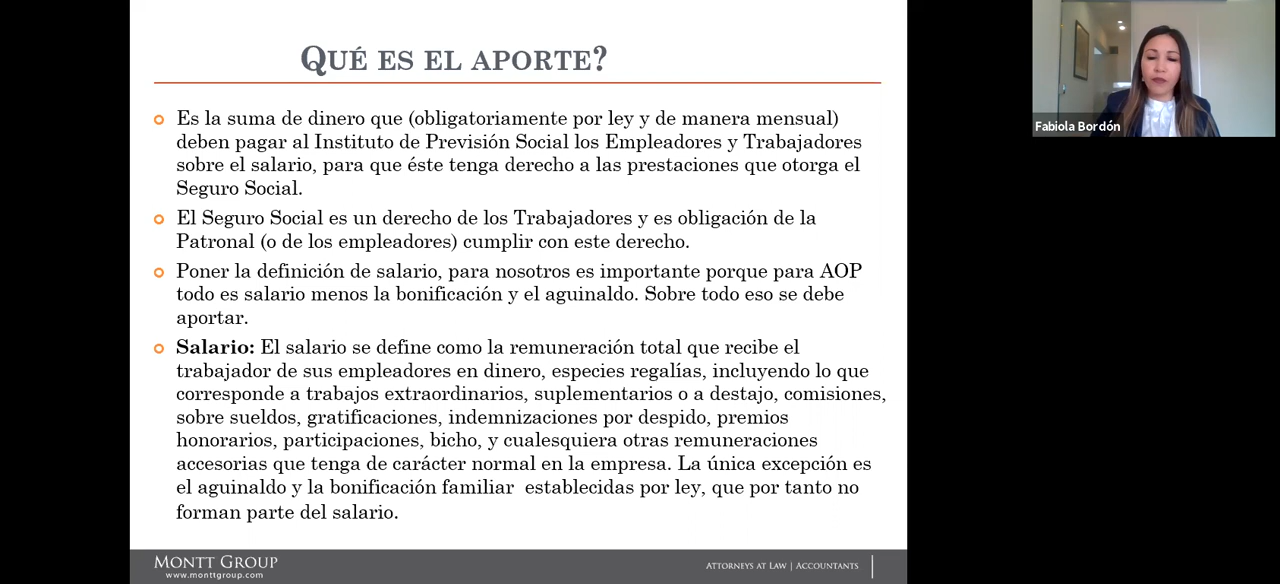 QUÉ ES EL APORTE?
Es la suma de dinero que (obligatoriamente por ley y de manera mensual)
deben pagar al Instituto de Previsión Social los Empleadores y Trabajadores
sobre el salario, para que éste tenga derecho a las prestaciones que otorga el
Seguro Social.
El Seguro Social es un derecho de los Trabajadores y es obligación de la
Patronal (o de los empleadores) cumplir con este derecho.
Poner la definición de salario, para nosotros es importante porque para AOP
todo es salario menos la bonificación y el aguinaldo. Sobre todo eso se debe
aportar.
Salario: El salario se define como la remuneración total que recibe el
trabajador de sus empleadores en dinero, especies regalías, incluyendo lo que
corresponde a trabajos extraordinarios, suplementarios o a destajo, comisiones,
sobre sueldos, gratificaciones, indemnizaciones por despido, premios
honorarios, participaciones, bicho, y cualesquiera otras remuneraciones
accesorias que tenga de carácter normal en la empresa. La única excepción es
el aguinaldo y la bonificación familiar establecidas por ley, que por tanto no
forman parte del salario.
MONTT GROUP
www.monttgroup.com
ATTORNEYS AT LAW | ACCOUNTANTS
Fabiola Bordón